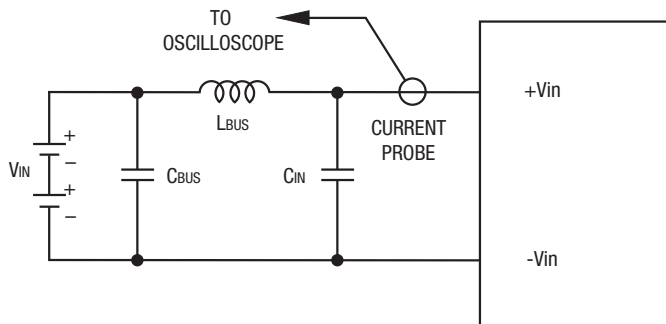 TO
OSCILLOSCOPE
+Vin
LBUS
CURRENT
PROBE
+
−
VIN
+
−
CBUS
CIN
-Vin